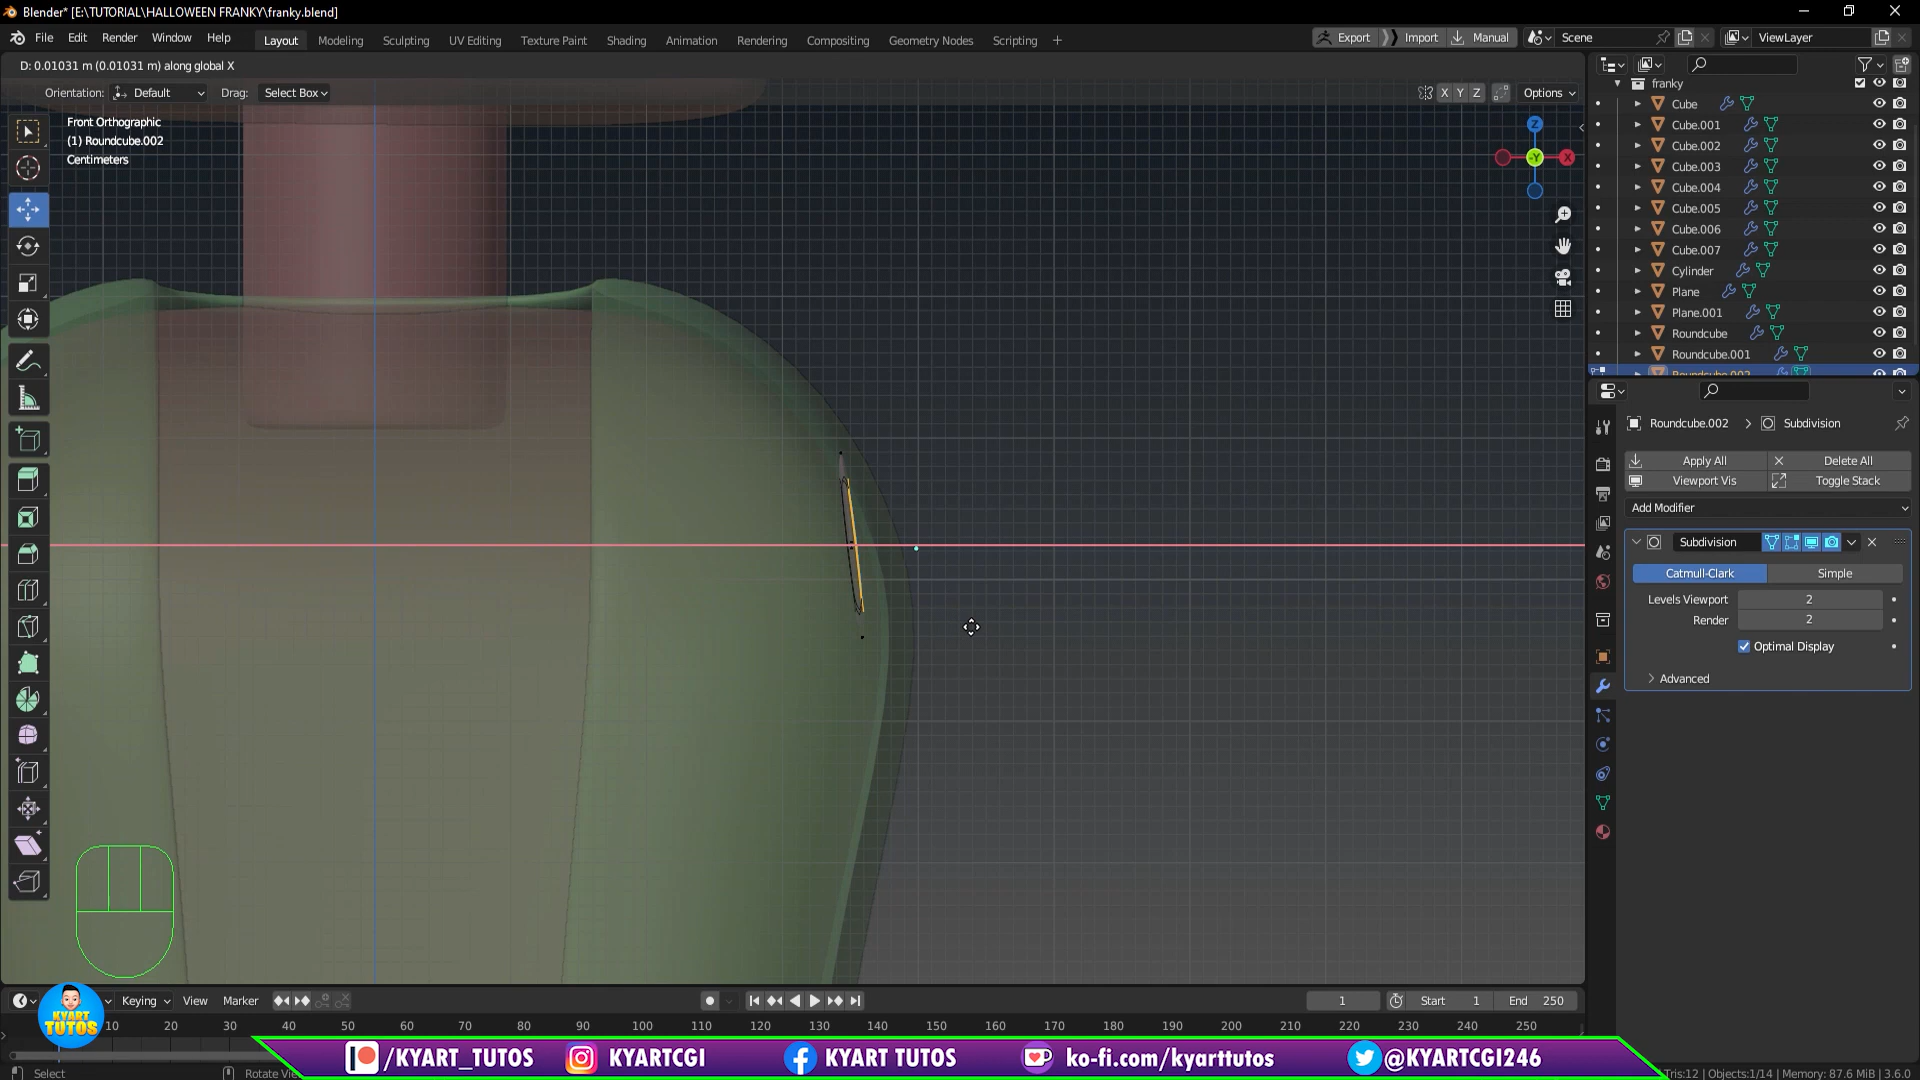 Blender* [E:\TUTORIAL\HALLOWEEN FRANKY\franky.blend]
File Edit Render Window Help
Layout Modeling Sculpting UV Editing Texture Paint Shading Animation Rendering Compositing Geometry Nodes Scripting +
Export Import Manual Scene ViewLayer
D: 0.01031 m (0.01031 m) along global X
Orientation: Default Drag: Select Box
X Y Z Options
Front Orthographic
(1) Roundcube.002
Centimeters
Z
-Y
X
franky
Cube
Cube.001
Cube.002
Cube.003
Cube.004
Cube.005
Cube.006
Cube.007
Cylinder
Plane
Plane.001
Roundcube
Roundcube.001
Roundcube.002
Roundcube.002 > Subdivision
Apply All Delete All
Viewport Vis Toggle Stack
Add Modifier
Subdivision
Catmull-Clark Simple
Levels Viewport 2
Render 2
Optimal Display
Advanced
Keying View Marker
1 Start 1 End 250
10 20 30 40 50 60 70 80 90 100 110 120 130 140 150 160 170 180 190 200 210 220 230 240 250
KYART
TUTOS
/KYART_TUTOS KYARTCGI KYART TUTOS ko-fi.com/kyarttutos @KYARTCGI246
Select
Tris:12 | Objects:1/14 | Memory: 87.6 MiB | 3.6.0